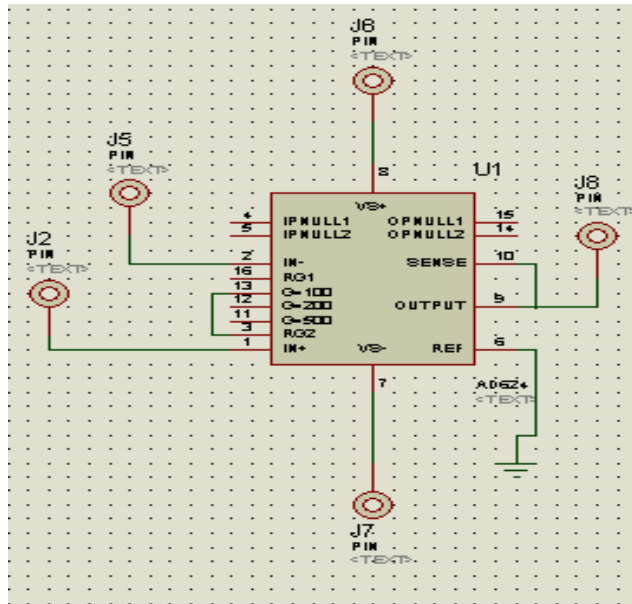 J6
PIN
<TEXT>
J5
PIN
<TEXT>
8
U1
J8
PIN
<TEXT>
J2
PIN
<TEXT>
VS+
4 IPNULL1 OPNULL1 15
5 IPNULL2 OPNULL2 14
2 IN- SENSE 10
16 RG1
13 G=100
12 G=200 OUTPUT 9
11 G=500
3 RG2
1 IN+ VS- REF 6
7
AD624
<TEXT>
J7
PIN
<TEXT>